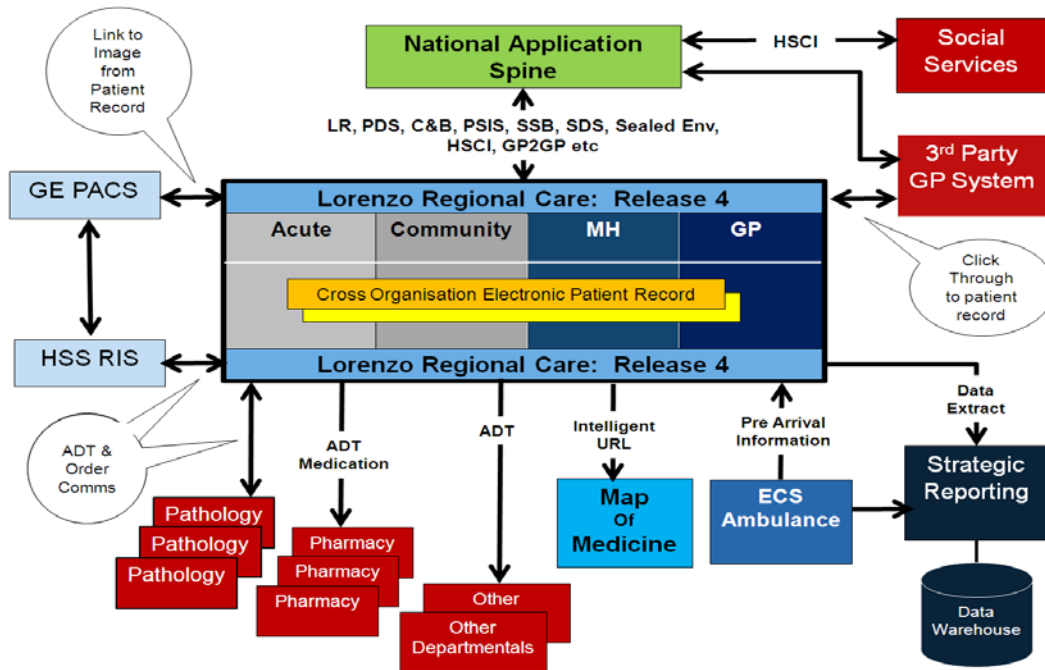 Link to
Image
from
Patient
Record
National Application
Spine
HSCI
Social
Services
LR, PDS, C&B, PSIS, SSB, SDS, Sealed Env,
HSCI, GP2GP etc
3rd Party
GP System
GE PACS
Lorenzo Regional Care: Release 4
Acute
Community
MH
GP
Click
Through
to patient
record
Cross Organisation Electronic Patient Record
HSS RIS
Lorenzo Regional Care: Release 4
ADT &
Order
Comms
ADT
Medication
ADT
Intelligent
URL
Pre Arrival
Information
Data
Extract
Pathology
Pathology
Pathology
Pharmacy
Pharmacy
Pharmacy
Other
Other
Departmentals
Map
Of
Medicine
ECS
Ambulance
Strategic
Reporting
Data
Warehouse